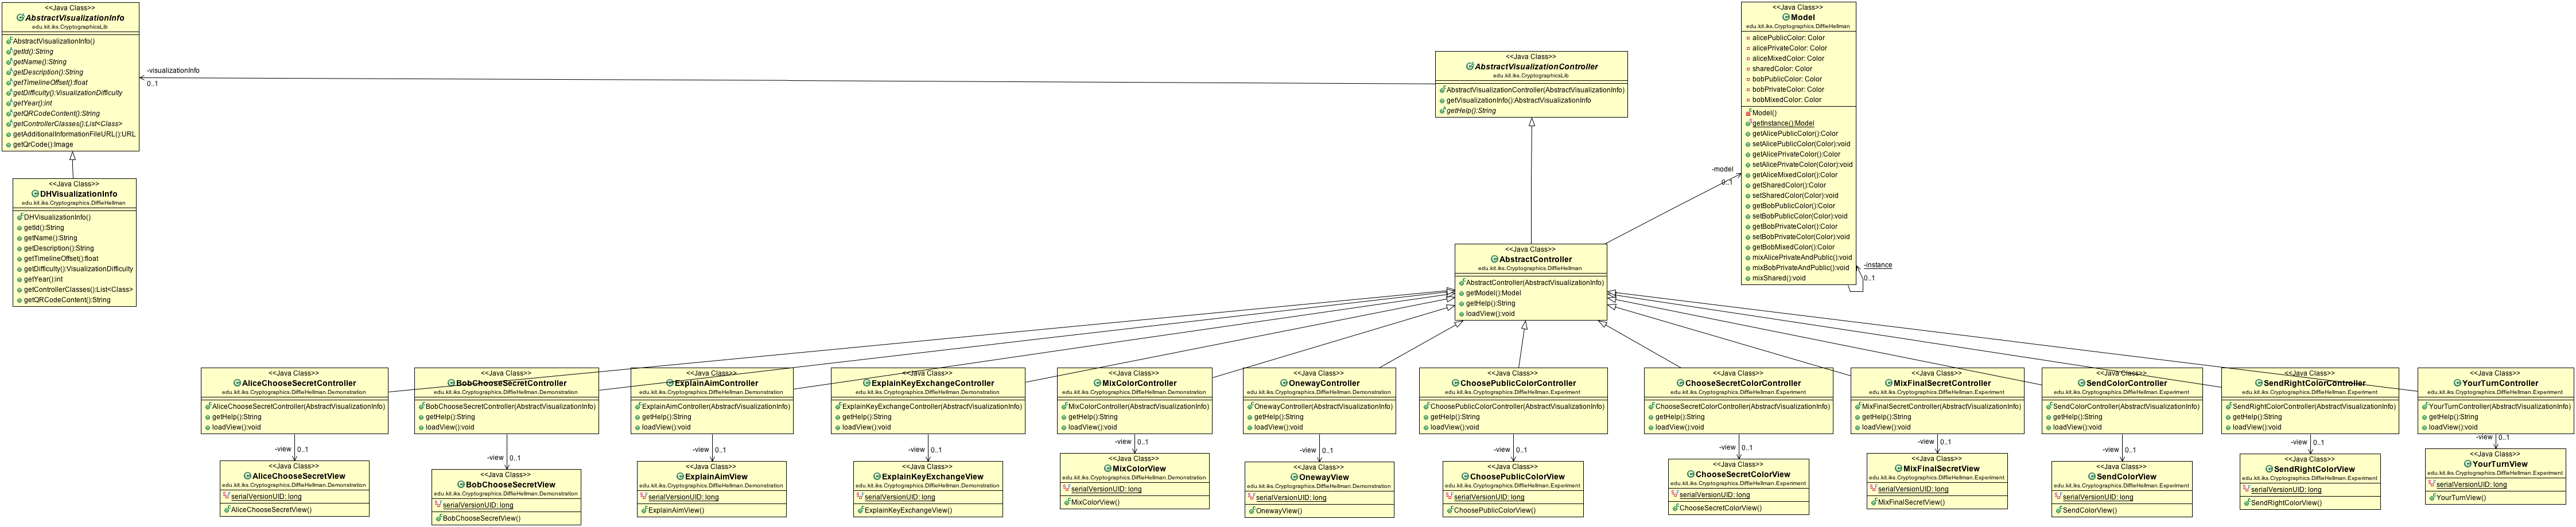 <<Java Class>>
AbstractVisualizationInfo
edu.kit.iks.CryptographicsLib
AbstractVisualizationInfo()
getId():String
getName():String
getDescription():String
getTimelineOffset():float
getDifficulty():VisualizationDifficulty
getYear():int
getQRCodeContent():String
getControllerClasses():List<Class>
getAdditionalInformationFileURL():URL
getQrCode():Image
-visualizationInfo
0..1
<<Java Class>>
DHVisualizationInfo
edu.kit.iks.Cryptographics.DiffieHellman
DHVisualizationInfo()
getId():String
getName():String
getDescription():String
getTimelineOffset():float
getDifficulty():VisualizationDifficulty
getYear():int
getControllerClasses():List<Class>
getQRCodeContent():String
<<Java Class>>
AbstractVisualizationController
edu.kit.iks.CryptographicsLib
AbstractVisualizationController(AbstractVisualizationInfo)
getVisualizationInfo():AbstractVisualizationInfo
getHelp():String
<<Java Class>>
Model
edu.kit.iks.Cryptographics.DiffieHellman
alicePublicColor: Color
alicePrivateColor: Color
aliceMixedColor: Color
sharedColor: Color
bobPublicColor: Color
bobPrivateColor: Color
bobMixedColor: Color
Model()
getInstance():Model
getAlicePublicColor():Color
setAlicePublicColor(Color):void
getAlicePrivateColor():Color
setAlicePrivateColor(Color):void
getAliceMixedColor():Color
getSharedColor():Color
setSharedColor(Color):void
getBobPublicColor():Color
setBobPublicColor(Color):void
getBobPrivateColor():Color
setBobPrivateColor(Color):void
getBobMixedColor():Color
mixAlicePrivateAndPublic():void
mixBobPrivateAndPublic():void
mixShared():void
-model
0..1
-instance
0..1
<<Java Class>>
AbstractController
edu.kit.iks.Cryptographics.DiffieHellman
AbstractController(AbstractVisualizationInfo)
getModel():Model
getHelp():String
loadView():void
<<Java Class>>
AliceChooseSecretController
edu.kit.iks.Cryptographics.DiffieHellman.Demonstration
AliceChooseSecretController(AbstractVisualizationInfo)
getHelp():String
loadView():void
<<Java Class>>
BobChooseSecretController
edu.kit.iks.Cryptographics.DiffieHellman.Demonstration
BobChooseSecretController(AbstractVisualizationInfo)
getHelp():String
loadView():void
<<Java Class>>
ExplainAimController
edu.kit.iks.Cryptographics.DiffieHellman.Demonstration
ExplainAimController(AbstractVisualizationInfo)
getHelp():String
loadView():void
<<Java Class>>
ExplainKeyExchangeController
edu.kit.iks.Cryptographics.DiffieHellman.Demonstration
ExplainKeyExchangeController(AbstractVisualizationInfo)
getHelp():String
loadView():void
<<Java Class>>
MixColorController
edu.kit.iks.Cryptographics.DiffieHellman.Demonstration
MixColorController(AbstractVisualizationInfo)
getHelp():String
loadView():void
<<Java Class>>
OnewayController
edu.kit.iks.Cryptographics.DiffieHellman.Demonstration
OnewayController(AbstractVisualizationInfo)
getHelp():String
loadView():void
<<Java Class>>
ChoosePublicColorController
edu.kit.iks.Cryptographics.DiffieHellman.Experiment
ChoosePublicColorController(AbstractVisualizationInfo)
getHelp():String
loadView():void
<<Java Class>>
ChooseSecretColorController
edu.kit.iks.Cryptographics.DiffieHellman.Experiment
ChooseSecretColorController(AbstractVisualizationInfo)
getHelp():String
loadView():void
<<Java Class>>
MixFinalSecretController
edu.kit.iks.Cryptographics.DiffieHellman.Experiment
MixFinalSecretController(AbstractVisualizationInfo)
getHelp():String
loadView():void
<<Java Class>>
SendColorController
edu.kit.iks.Cryptographics.DiffieHellman.Experiment
SendColorController(AbstractVisualizationInfo)
getHelp():String
loadView():void
<<Java Class>>
SendRightColorController
edu.kit.iks.Cryptographics.DiffieHellman.Experiment
SendRightColorController(AbstractVisualizationInfo)
getHelp():String
loadView():void
<<Java Class>>
YourTurnController
edu.kit.iks.Cryptographics.DiffieHellman.Experiment
YourTurnController(AbstractVisualizationInfo)
getHelp():String
loadView():void
-view 0..1
-view 0..1
-view 0..1
-view 0..1
-view 0..1
-view 0..1
-view 0..1
-view 0..1
-view 0..1
-view 0..1
-view 0..1
-view 0..1
<<Java Class>>
AliceChooseSecretView
edu.kit.iks.Cryptographics.DiffieHellman.Demonstration
serialVersionUID: long
AliceChooseSecretView()
<<Java Class>>
BobChooseSecretView
edu.kit.iks.Cryptographics.DiffieHellman.Demonstration
serialVersionUID: long
BobChooseSecretView()
<<Java Class>>
ExplainAimView
edu.kit.iks.Cryptographics.DiffieHellman.Demonstration
serialVersionUID: long
ExplainAimView()
<<Java Class>>
ExplainKeyExchangeView
edu.kit.iks.Cryptographics.DiffieHellman.Demonstration
serialVersionUID: long
ExplainKeyExchangeView()
<<Java Class>>
MixColorView
edu.kit.iks.Cryptographics.DiffieHellman.Demonstration
serialVersionUID: long
MixColorView()
<<Java Class>>
OnewayView
edu.kit.iks.Cryptographics.DiffieHellman.Demonstration
serialVersionUID: long
OnewayView()
<<Java Class>>
ChoosePublicColorView
edu.kit.iks.Cryptographics.DiffieHellman.Experiment
serialVersionUID: long
ChoosePublicColorView()
<<Java Class>>
ChooseSecretColorView
edu.kit.iks.Cryptographics.DiffieHellman.Experiment
serialVersionUID: long
ChooseSecretColorView()
<<Java Class>>
MixFinalSecretView
edu.kit.iks.Cryptographics.DiffieHellman.Experiment
serialVersionUID: long
MixFinalSecretView()
<<Java Class>>
SendColorView
edu.kit.iks.Cryptographics.DiffieHellman.Experiment
serialVersionUID: long
SendColorView()
<<Java Class>>
SendRightColorView
edu.kit.iks.Cryptographics.DiffieHellman.Experiment
serialVersionUID: long
SendRightColorView()
<<Java Class>>
YourTurnView
edu.kit.iks.Cryptographics.DiffieHellman.Experiment
serialVersionUID: long
YourTurnView()